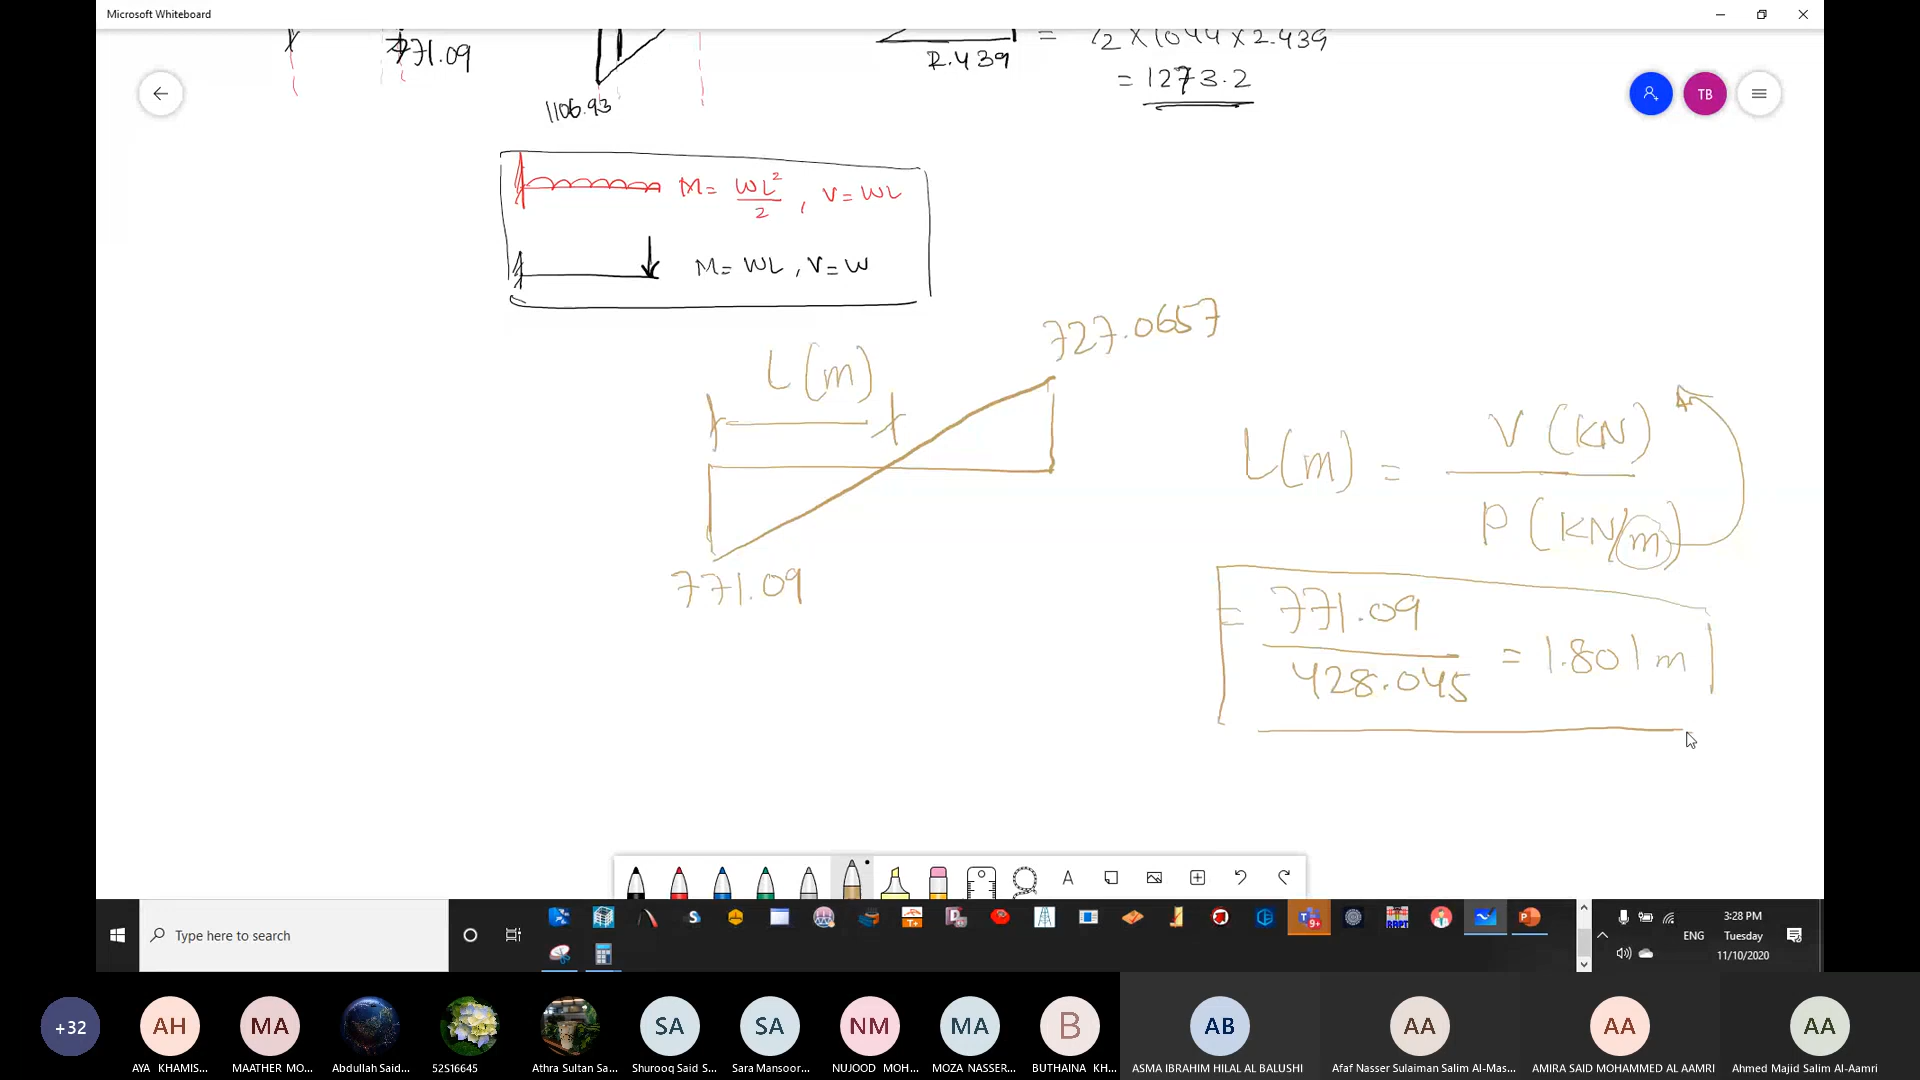 Microsoft Whiteboard
771.09
1106.93
2.439
= 1/2 X 1044 X 2.439
= 1273.2
TB
M = WL²/2 , V = WL
M = WL , V = W
L (m)
727.0657
771.09
L(m) = V (KN) / P (KN/m)
= 771.09 / 428.045 = 1.801 m
A
Type here to search
9+
ENG
3:28 PM
Tuesday
11/10/2020
+32
AH
MA
SA
SA
NM
MA
B
AB
AA
AA
AA
AYA KHAMIS...
MAATHER MO...
Abdullah Said...
52S16645
Athra Sultan Sa...
Shurooq Said S...
Sara Mansoor...
NUJOOD MOH...
MOZA NASSER...
BUTHAINA KH...
ASMA IBRAHIM HILAL AL BALUSHI
Afaf Nasser Sulaiman Salim Al-Mas...
AMIRA SAID MOHAMMED AL AAMRI
Ahmed Majid Salim Al-Aamri